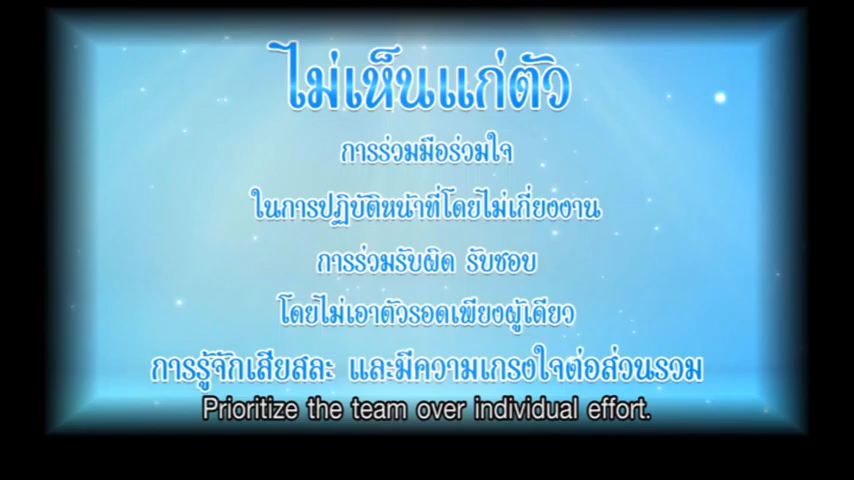 ไม่เห็นแก่ตัว
การร่วมมือร่วมใจ
ในการปฏิบัติหน้าที่โดยไม่เกี่ยงงาน
การร่วมรับผิด รับชอบ
โดยไม่เอาตัวรอดเพียงผู้เดียว
การรู้จักเสียสละ และมีความเกรงใจต่อส่วนรวม
Prioritize the team over individual effort.